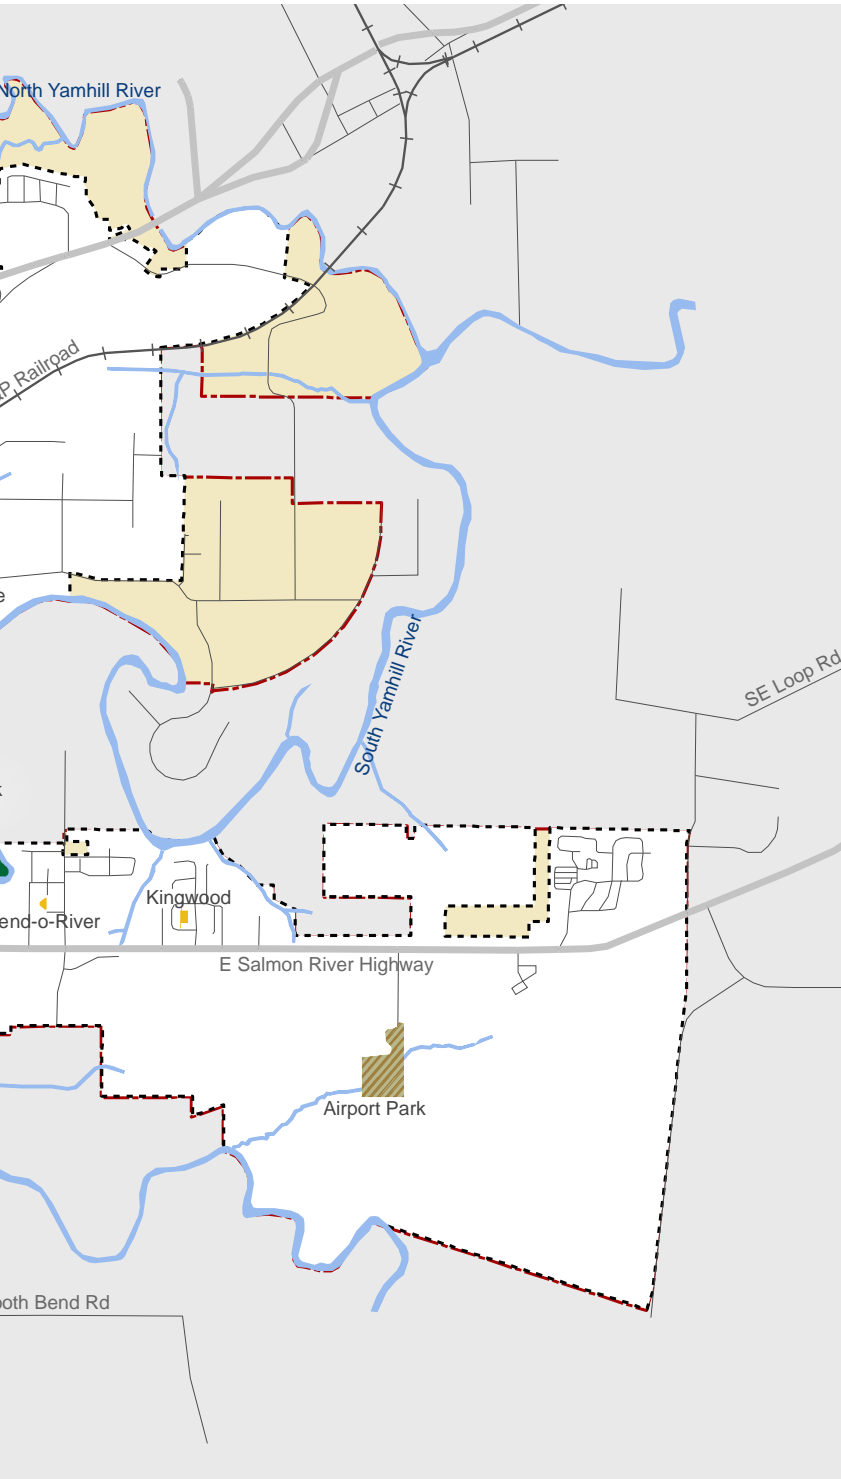 North Yamhill River
P Railroad
e
South Yamhill River
SE Loop Rd
k
Kingwood
end-o-River
E Salmon River Highway
Airport Park
ooth Bend Rd